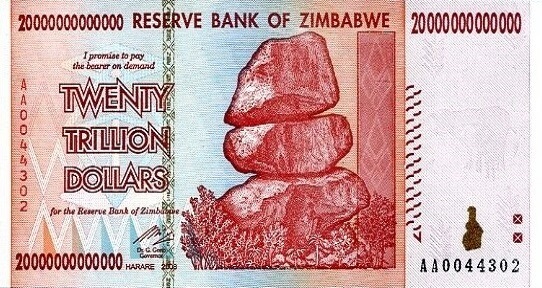 20000000000000 RESERVE BANK OF ZIMBABWE 20000000000000
I promise to pay
the bearer on demand
TWENTY
TRILLION
DOLLARS
for the Reserve Bank of Zimbabwe
Dr. G. Gono
Governor
20000000000000 HARARE 2008
AA0044302
AA0044302